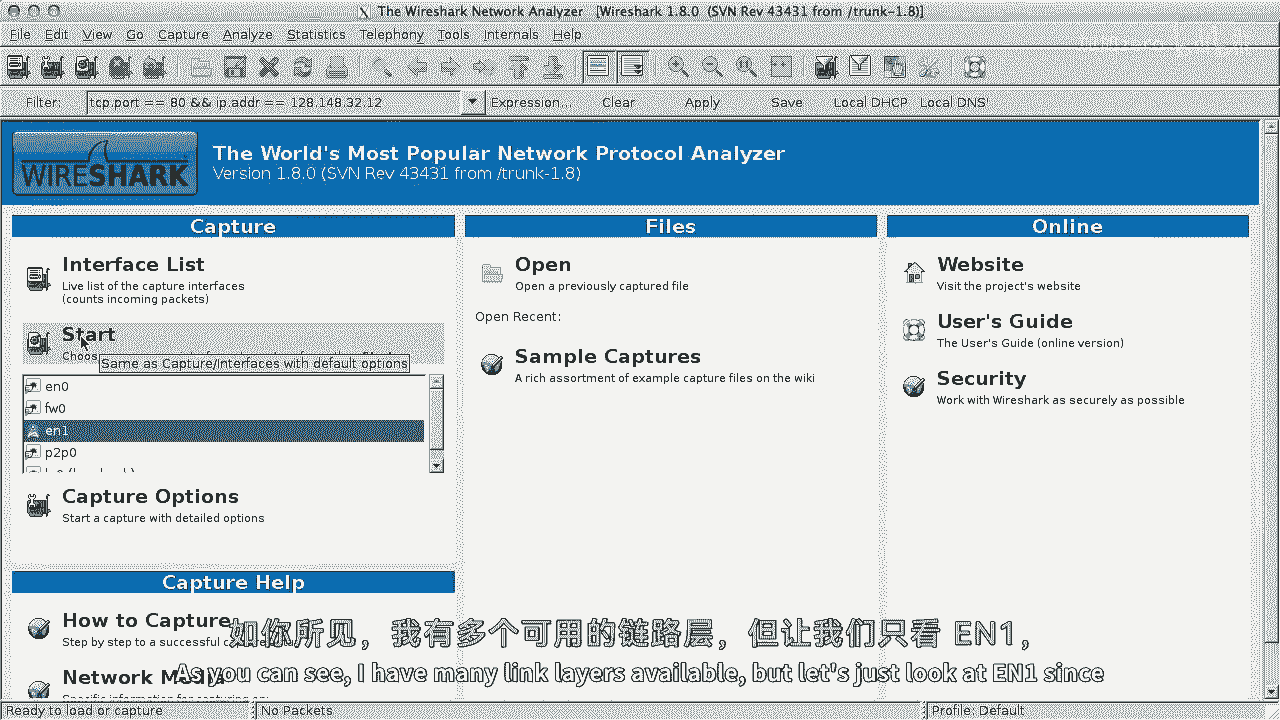 The Wireshark Network Analyzer [Wireshark 1.8.0 (SVN Rev 43431 from /trunk-1.8)]
File Edit View Go Capture Analyze Statistics Telephony Tools Internals Help
Filter: tcp.port == 80 && ip.addr == 128.148.32.12 Expression... Clear Apply Save Local DHCP Local DNS
WIRESHARK
The World's Most Popular Network Protocol Analyzer
Version 1.8.0 (SVN Rev 43431 from /trunk-1.8)
Capture
Interface List
Live list of the capture interfaces
(counts incoming packets)
Start
Same as Capture/Interfaces with default options
en0
fw0
en1
p2p0
Capture Options
Start a capture with detailed options
Capture Help
How to Capture
Step by step to a successful
Network Media
Files
Open
Open a previously captured file
Open Recent:
Sample Captures
A rich assortment of example capture files on the wiki
Online
Website
Visit the project's website
User's Guide
The User's Guide (online version)
Security
Work with Wireshark as securely as possible
如你所见，我有多个可用的链路层，但让我们只看 EN1，
As you can see, I have many link layers available, but let's just look at EN1 since
Ready to load or capture No Packets Profile: Default